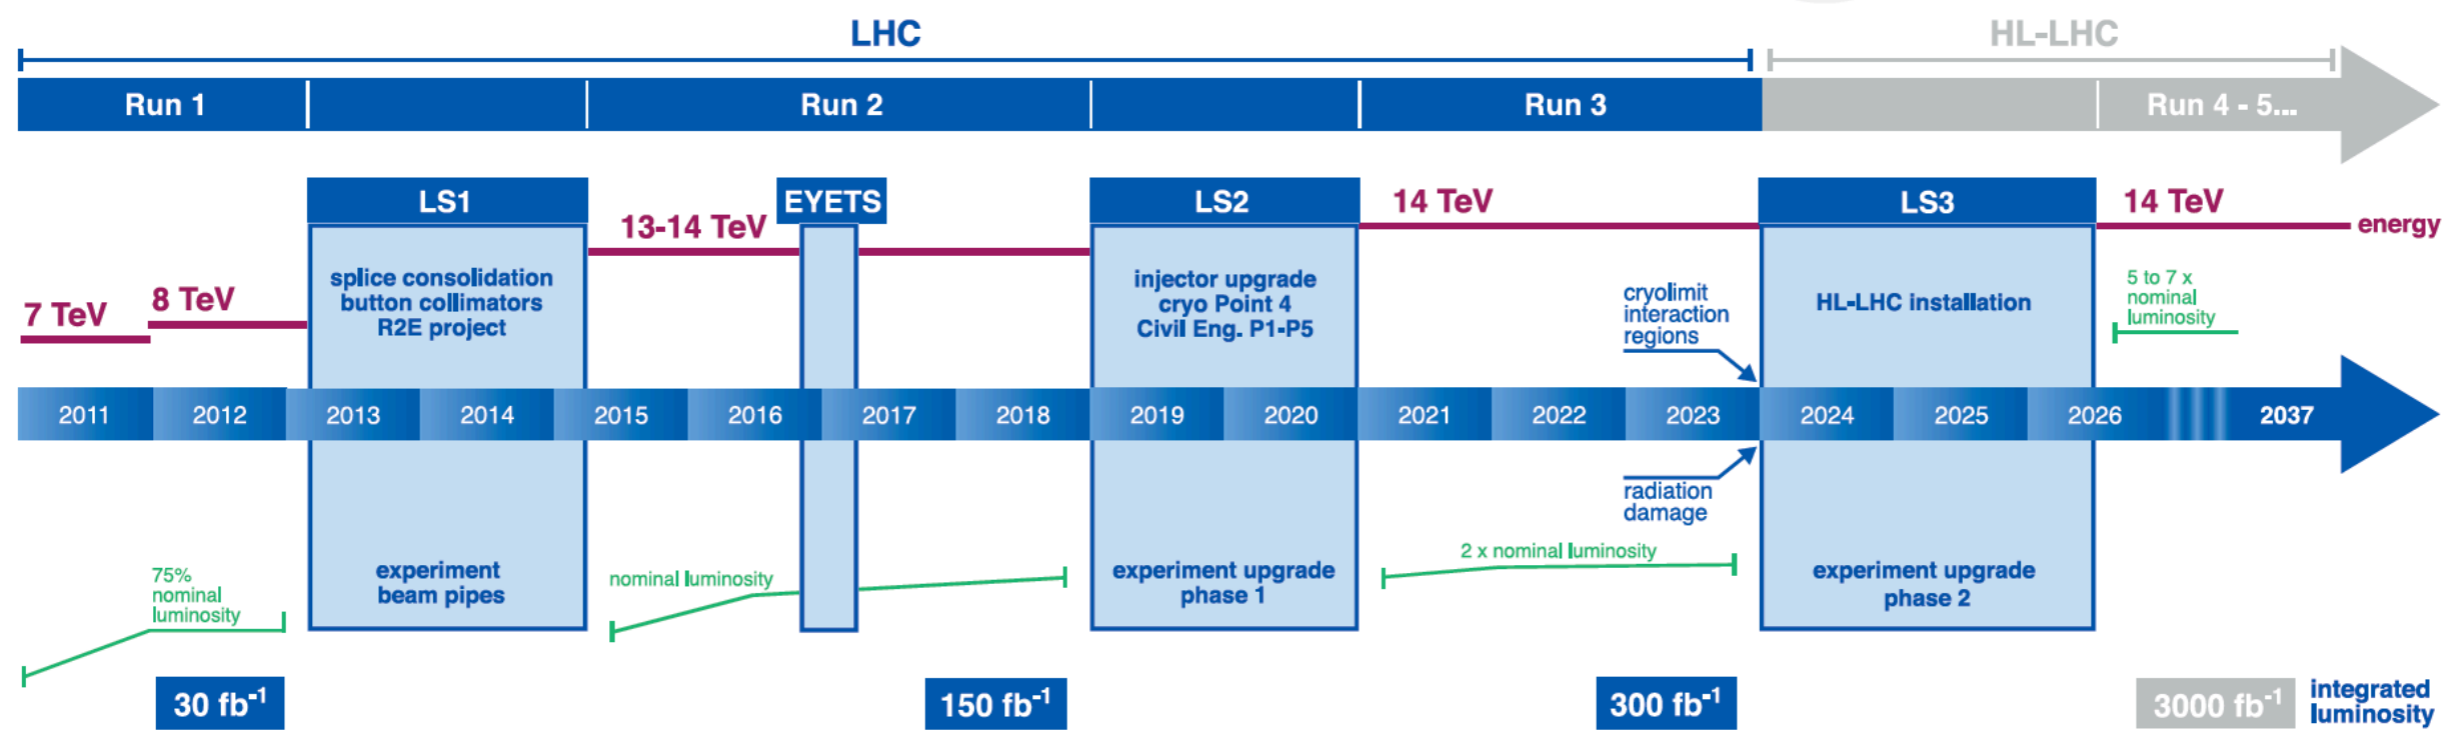 LHC
HL-LHC
Run 1
Run 2
Run 3
Run 4 - 5...
LS1
EYETS
LS2
LS3
13-14 TeV
14 TeV
14 TeV
energy
7 TeV
8 TeV
splice consolidation
button collimators
R2E project
injector upgrade
cryo Point 4
Civil Eng. P1-P5
cryolimit
interaction
regions
HL-LHC installation
5 to 7 x
nominal
luminosity
2011
2012
2013
2014
2015
2016
2017
2018
2019
2020
2021
2022
2023
2024
2025
2026
2037
radiation
damage
75%
nominal
luminosity
experiment
beam pipes
nominal luminosity
experiment upgrade
phase 1
2 x nominal luminosity
experiment upgrade
phase 2
30 fb⁻¹
150 fb⁻¹
300 fb⁻¹
3000 fb⁻¹
integrated
luminosity